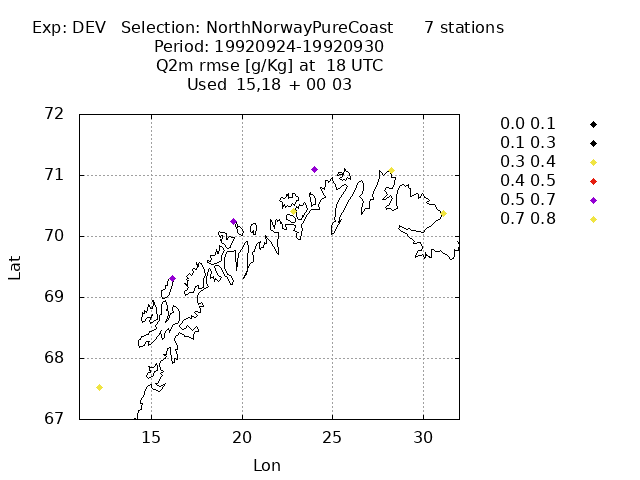 Exp: DEV Selection: NorthNorwayPureCoast 7 stations
Period: 19920924-19920930
Q2m rmse [g/Kg] at 18 UTC
Used 15,18 + 00 03
72
71
70
69
68
67
Lat
15 20 25 30
Lon
0.0 0.1
0.1 0.3
0.3 0.4
0.4 0.5
0.5 0.7
0.7 0.8